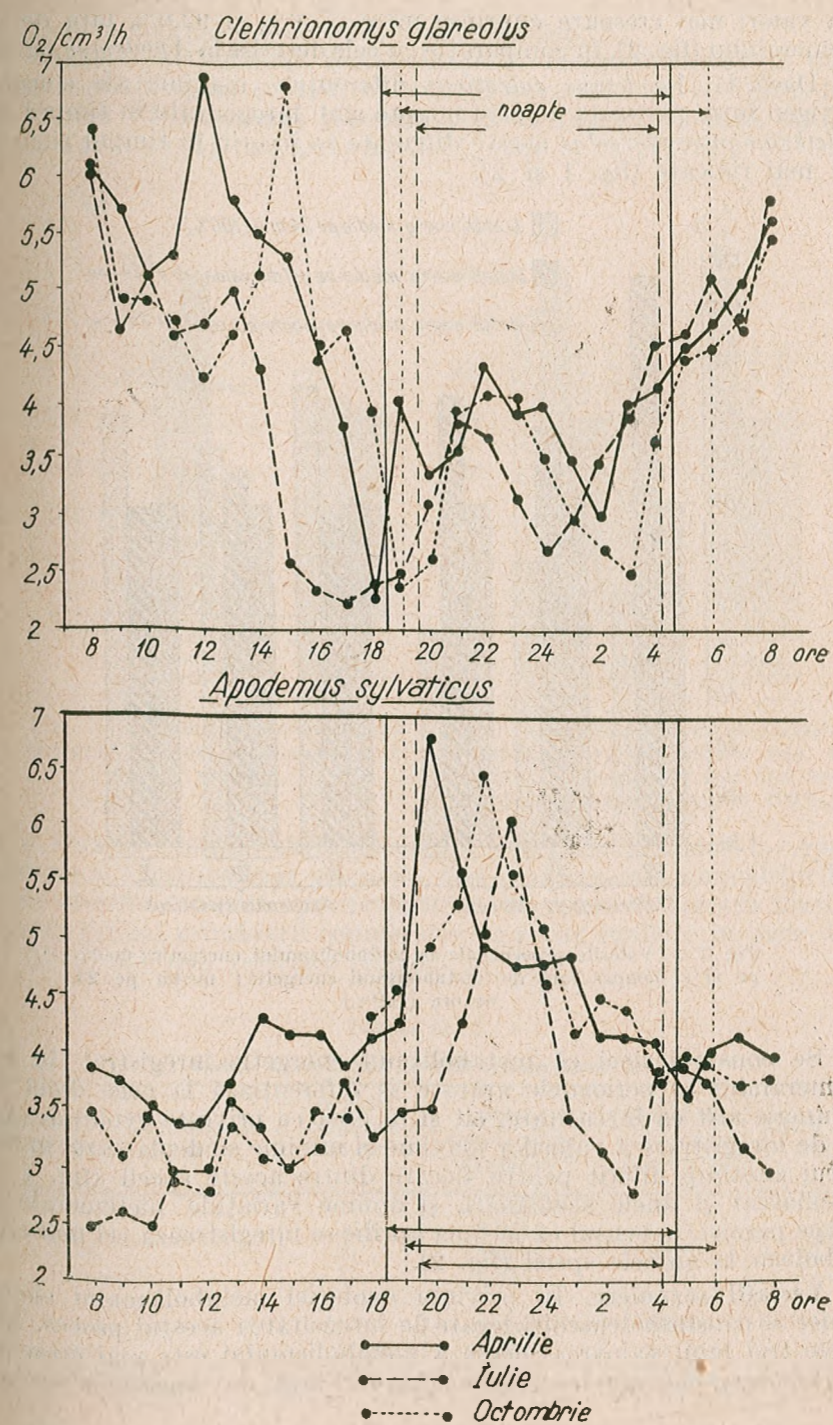 O₂/cm³/h Clethrionomys glareolus
7
6,5
6
5,5
5
4,5
4
3,5
3
2,5
2
noapte
8 10 12 14 16 18 20 22 24 2 4 6 8 ore
Apodemus sylvaticus
7
6,5
6
5,5
5
4,5
4
3,5
3
2,5
2
8 10 12 14 16 18 20 22 24 2 4 6 8 ore
Aprilie
Iulie
Octombrie